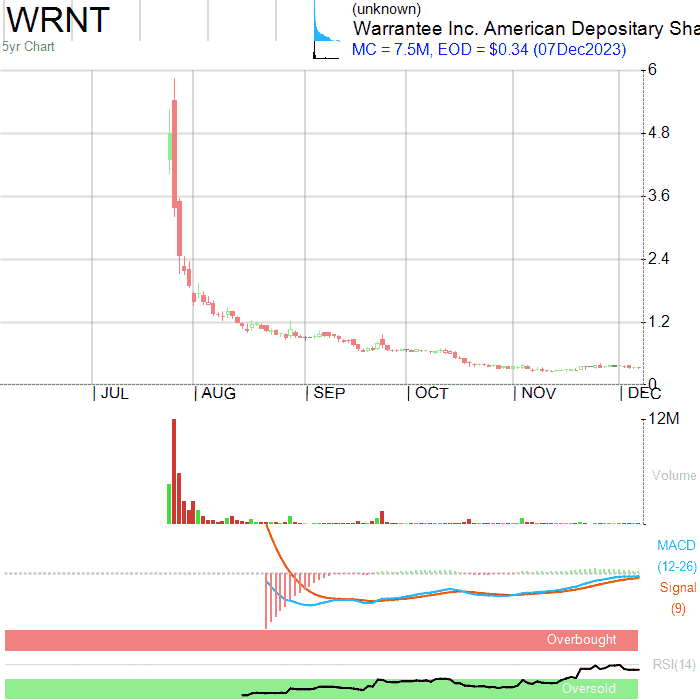 WRNT
5yr Chart
(unknown)
Warrantee Inc. American Depositary Sha
MC = 7.5M, EOD = $0.34 (07Dec2023)
6
4.8
3.6
2.4
1.2
0
JUL AUG SEP OCT NOV DEC
12M
Volume
MACD
(12-26)
Signal
(9)
Overbought
RSI(14)
Oversold